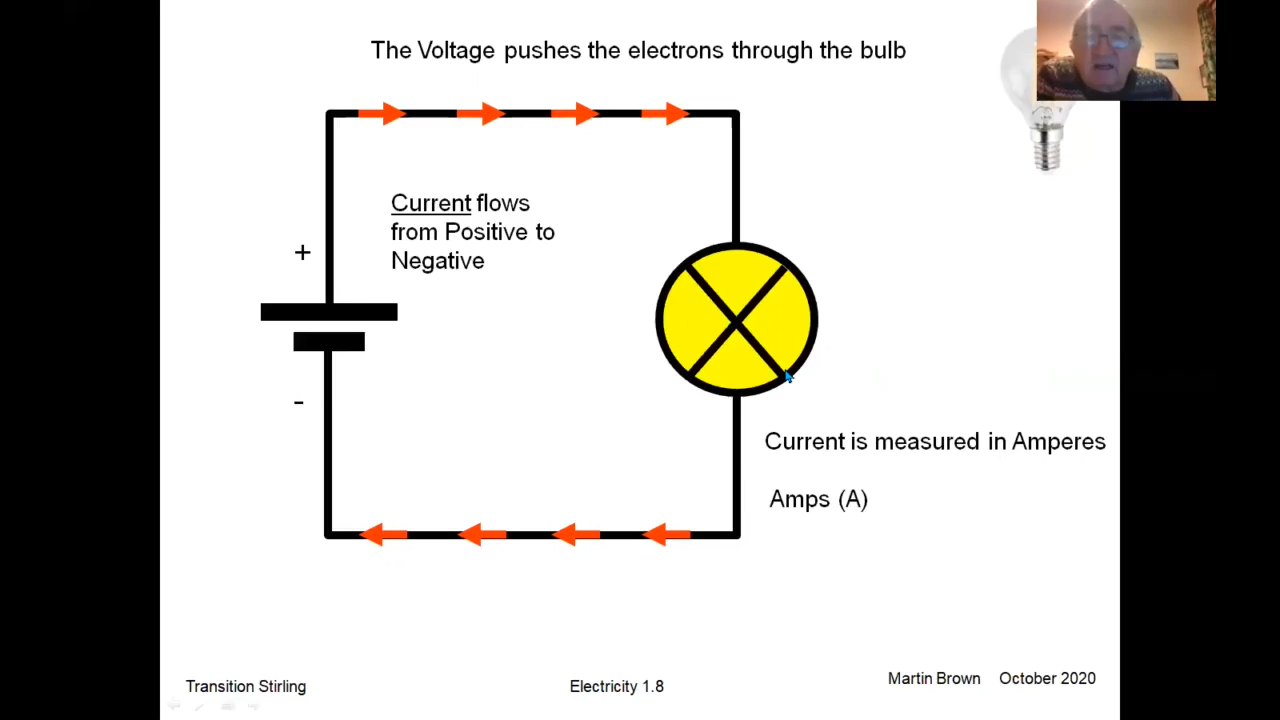 The Voltage pushes the electrons through the bulb
Current flows
from Positive to
Negative
+
-
Current is measured in Amperes
Amps (A)
Transition Stirling
Electricity 1.8
Martin Brown October 2020